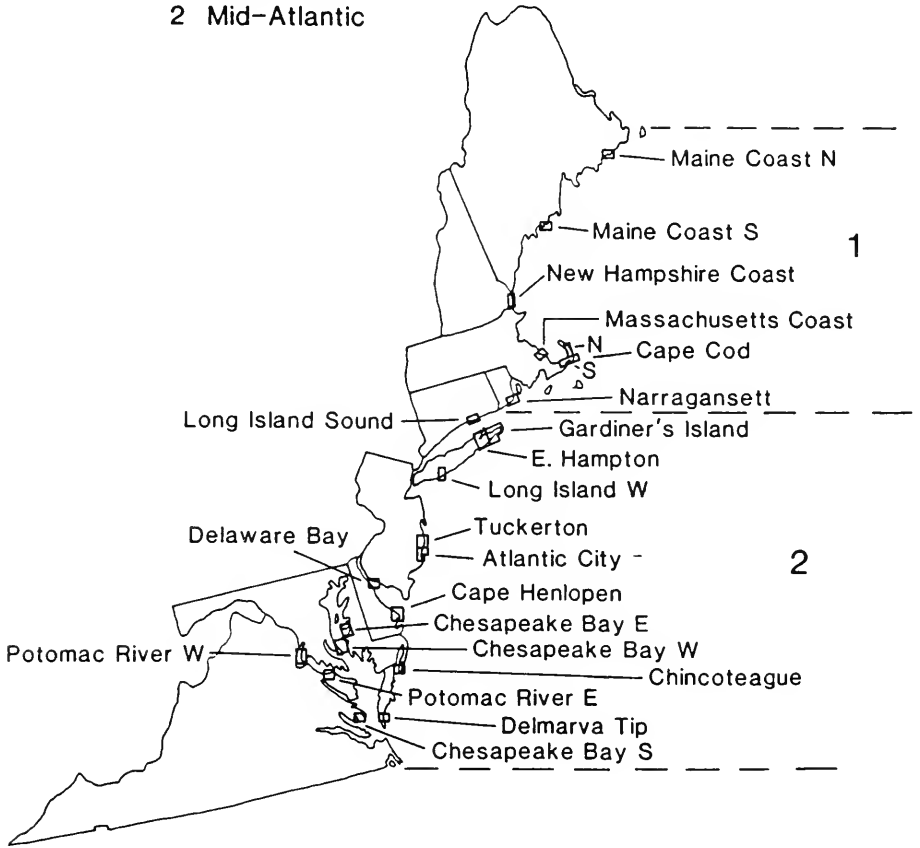 2 Mid-Atlantic
Maine Coast N
Maine Coast S
1
New Hampshire Coast
Massachusetts Coast
N
Cape Cod
S
Narragansett
Long Island Sound
Gardiner's Island
E. Hampton
Long Island W
Tuckerton
Delaware Bay
Atlantic City
2
Cape Henlopen
Chesapeake Bay E
Chesapeake Bay W
Potomac River W
Chincoteague
Potomac River E
Delmarva Tip
Chesapeake Bay S